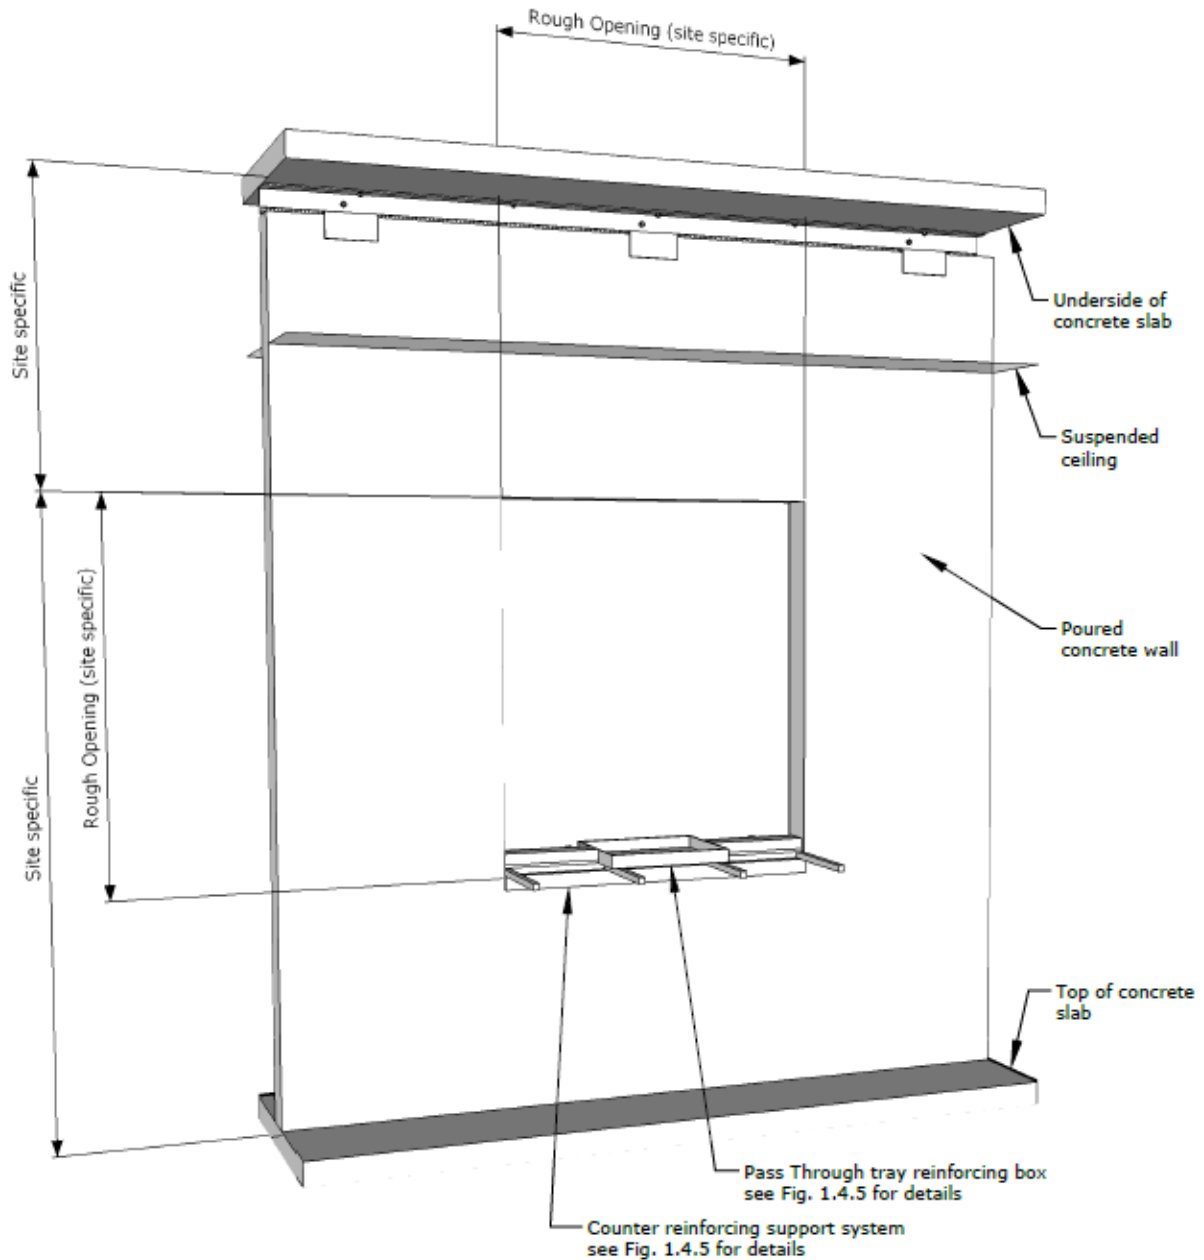 Rough Opening (site specific)
Site specific
Underside of
concrete slab
Suspended
ceiling
Rough Opening (site specific)
Site specific
Poured
concrete wall
Top of concrete
slab
Pass Through tray reinforcing box
see Fig. 1.4.5 for details
Counter reinforcing support system
see Fig. 1.4.5 for details